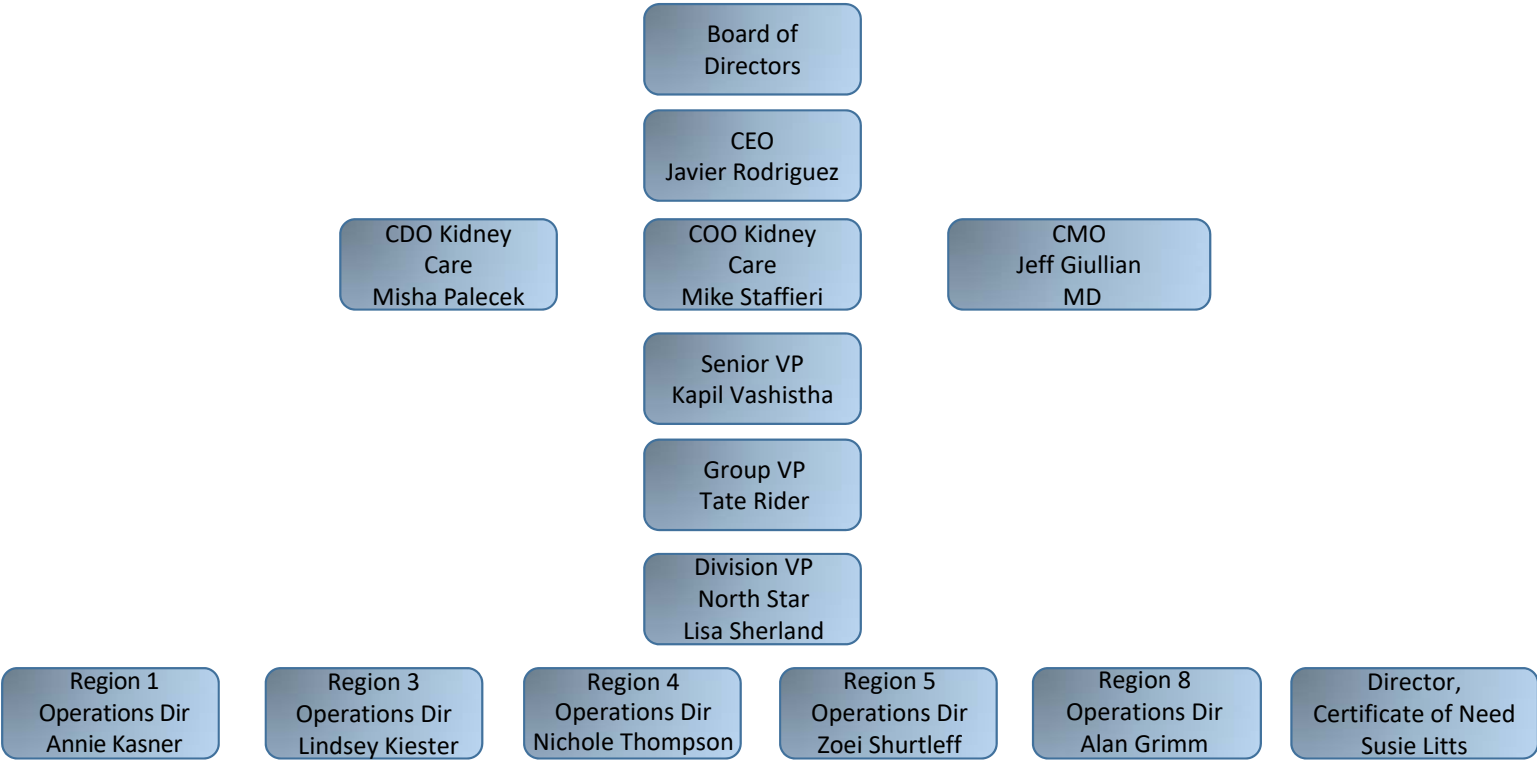 Board of
Directors
CEO
Javier Rodriguez
CDO Kidney
Care
Misha Palecek
COO Kidney
Care
Mike Staffieri
CMO
Jeff Giullian
MD
Senior VP
Kapil Vashistha
Group VP
Tate Rider
Division VP
North Star
Lisa Sherland
Region 1
Operations Dir
Annie Kasner
Region 3
Operations Dir
Lindsey Kiester
Region 4
Operations Dir
Nichole Thompson
Region 5
Operations Dir
Zoei Shurtleff
Region 8
Operations Dir
Alan Grimm
Director,
Certificate of Need
Susie Litts